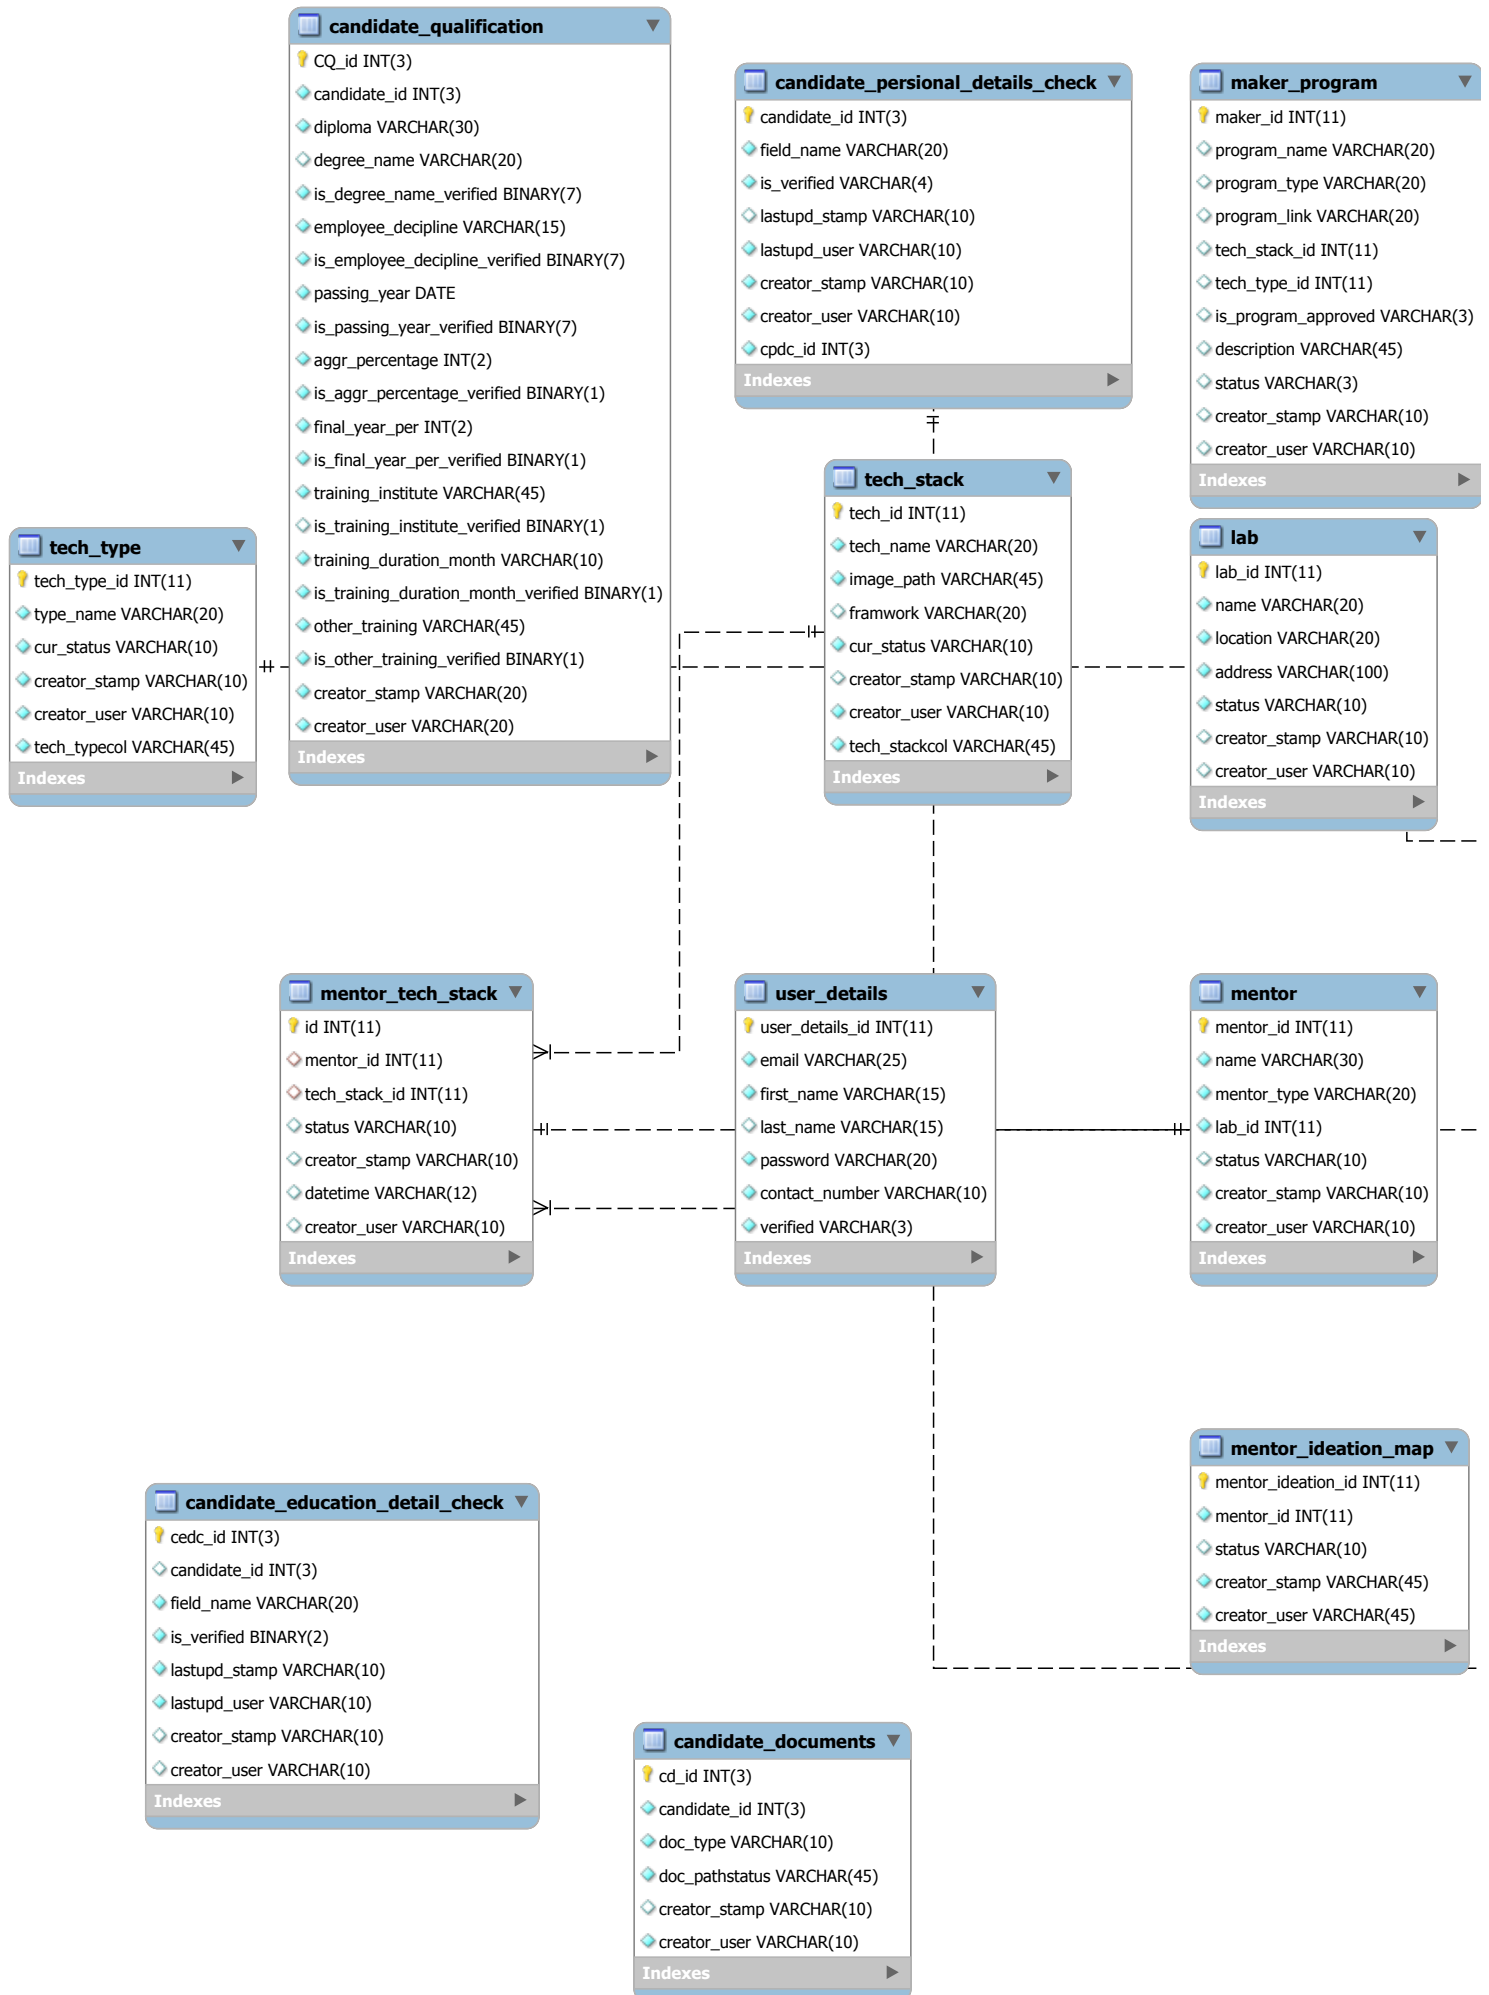 candidate_qualification
CQ_id INT(3)
candidate_id INT(3)
diploma VARCHAR(30)
degree_name VARCHAR(20)
is_degree_name_verified BINARY(7)
employee_decipline VARCHAR(15)
is_employee_decipline_verified BINARY(7)
passing_year DATE
is_passing_year_verified BINARY(7)
aggr_percentage INT(2)
is_aggr_percentage_verified BINARY(1)
final_year_per INT(2)
is_final_year_per_verified BINARY(1)
training_institute VARCHAR(45)
is_training_institute_verified BINARY(1)
training_duration_month VARCHAR(10)
is_training_duration_month_verified BINARY(1)
other_training VARCHAR(45)
is_other_training_verified BINARY(1)
creator_stamp VARCHAR(20)
creator_user VARCHAR(20)
Indexes
candidate_persional_details_check
candidate_id INT(3)
field_name VARCHAR(20)
is_verified VARCHAR(4)
lastupd_stamp VARCHAR(10)
lastupd_user VARCHAR(10)
creator_stamp VARCHAR(10)
creator_user VARCHAR(10)
cpdc_id INT(3)
Indexes
maker_program
maker_id INT(11)
program_name VARCHAR(20)
program_type VARCHAR(20)
program_link VARCHAR(20)
tech_stack_id INT(11)
tech_type_id INT(11)
is_program_approved VARCHAR(3)
description VARCHAR(45)
status VARCHAR(3)
creator_stamp VARCHAR(10)
creator_user VARCHAR(10)
Indexes
tech_type
tech_type_id INT(11)
type_name VARCHAR(20)
cur_status VARCHAR(10)
creator_stamp VARCHAR(10)
creator_user VARCHAR(10)
tech_typecol VARCHAR(45)
Indexes
tech_stack
tech_id INT(11)
tech_name VARCHAR(20)
image_path VARCHAR(45)
framwork VARCHAR(20)
cur_status VARCHAR(10)
creator_stamp VARCHAR(10)
creator_user VARCHAR(10)
tech_stackcol VARCHAR(45)
Indexes
lab
lab_id INT(11)
name VARCHAR(20)
location VARCHAR(20)
address VARCHAR(100)
status VARCHAR(10)
creator_stamp VARCHAR(10)
creator_user VARCHAR(10)
Indexes
mentor_tech_stack
id INT(11)
mentor_id INT(11)
tech_stack_id INT(11)
status VARCHAR(10)
creator_stamp VARCHAR(10)
datetime VARCHAR(12)
creator_user VARCHAR(10)
Indexes
user_details
user_details_id INT(11)
email VARCHAR(25)
first_name VARCHAR(15)
last_name VARCHAR(15)
password VARCHAR(20)
contact_number VARCHAR(10)
verified VARCHAR(3)
Indexes
mentor
mentor_id INT(11)
name VARCHAR(30)
mentor_type VARCHAR(20)
lab_id INT(11)
status VARCHAR(10)
creator_stamp VARCHAR(10)
creator_user VARCHAR(10)
Indexes
mentor_ideation_map
mentor_ideation_id INT(11)
mentor_id INT(11)
status VARCHAR(10)
creator_stamp VARCHAR(45)
creator_user VARCHAR(45)
Indexes
candidate_education_detail_check
cedc_id INT(3)
candidate_id INT(3)
field_name VARCHAR(20)
is_verified BINARY(2)
lastupd_stamp VARCHAR(10)
lastupd_user VARCHAR(10)
creator_stamp VARCHAR(10)
creator_user VARCHAR(10)
Indexes
candidate_documents
cd_id INT(3)
candidate_id INT(3)
doc_type VARCHAR(10)
doc_pathstatus VARCHAR(45)
creator_stamp VARCHAR(10)
creator_user VARCHAR(10)
Indexes